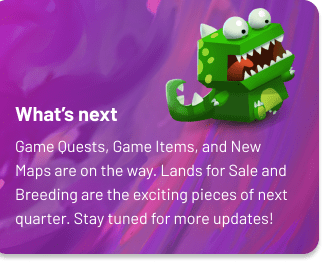 What's next
Game Quests, Game Items, and New
Maps are on the way. Lands for Sale and
Breeding are the exciting pieces of next
quarter. Stay tuned for more updates!